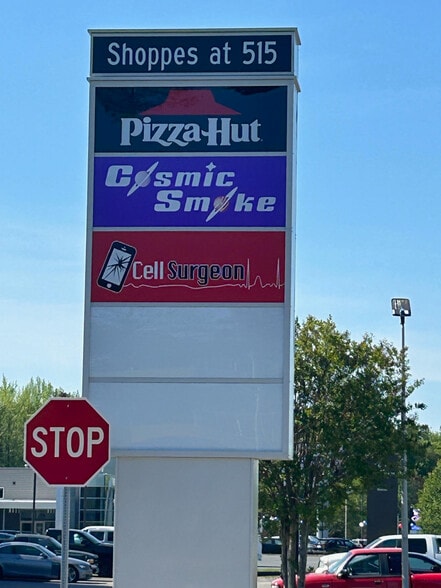 Shoppes at 515
Pizza Hut
Cosmic
Smoke
Cell Surgeon
STOP